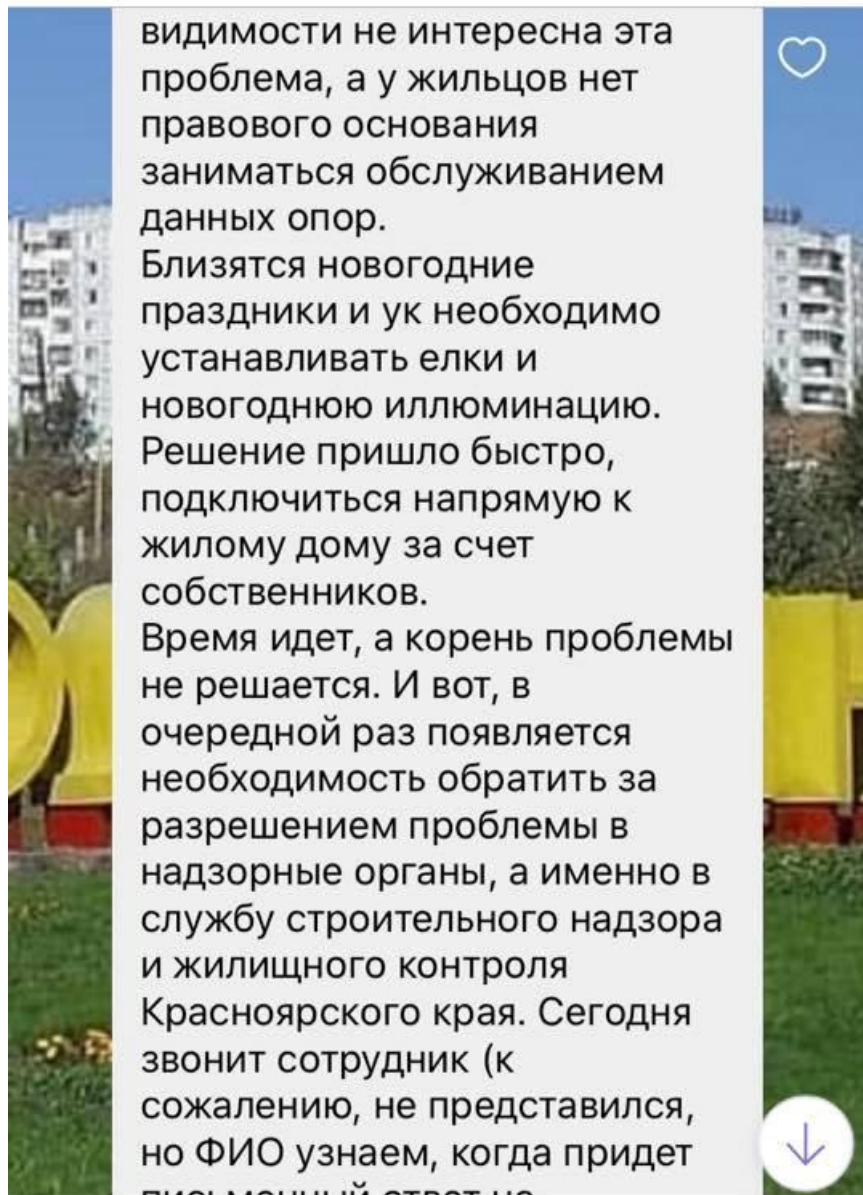 видимости не интересна эта
проблема, а у жильцов нет
правового основания
заниматься обслуживанием
данных опор.
Близятся новогодние
праздники и ук необходимо
устанавливать елки и
новогоднюю иллюминацию.
Решение пришло быстро,
подключиться напрямую к
жилому дому за счет
собственников.
Время идет, а корень проблемы
не решается. И вот, в
очередной раз появляется
необходимость обратить за
разрешением проблемы в
надзорные органы, а именно в
службу строительного надзора
и жилищного контроля
Красноярского края. Сегодня
звонит сотрудник (к
сожалению, не представился,
но ФИО узнаем, когда придет